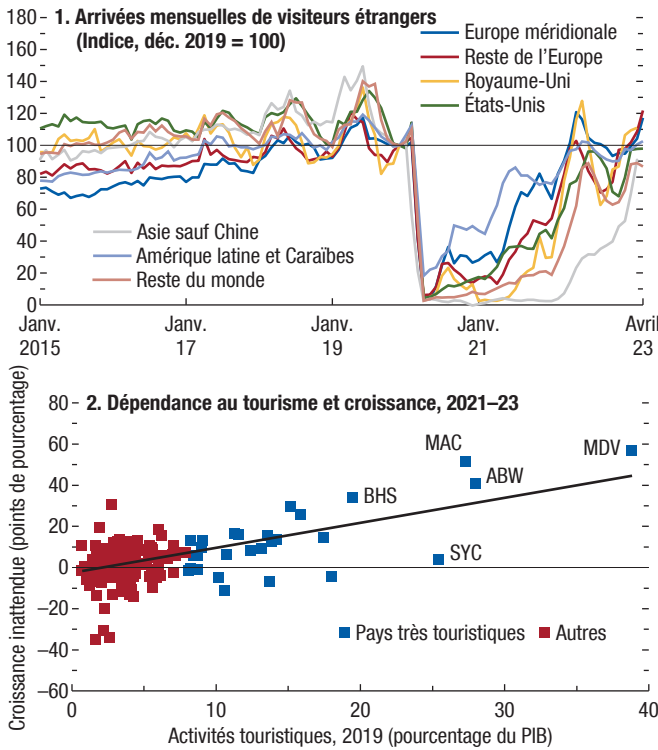 1. Arrivées mensuelles de visiteurs étrangers
(Indice, déc. 2019 = 100)
180
160
140
120
100
80
60
40
20
0
Europe méridionale
Reste de l’Europe
Royaume-Uni
États-Unis
Asie sauf Chine
Amérique latine et Caraïbes
Reste du monde
Janv.
2015
Janv.
17
Janv.
19
Janv.
21
Avril
23
2. Dépendance au tourisme et croissance, 2021–23
Croissance inattendue (points de pourcentage)
80
60
40
20
0
–20
–40
–60
MAC
MDV
ABW
BHS
SYC
Pays très touristiques
Autres
0
10
20
30
40
Activités touristiques, 2019 (pourcentage du PIB)